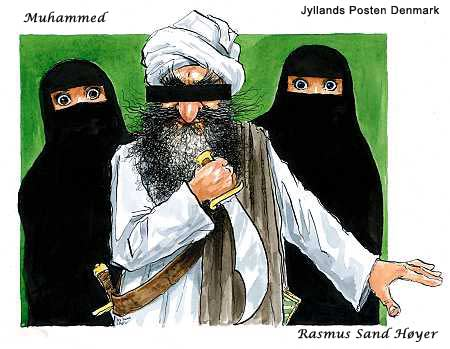 Muhammed
Jyllands Posten Denmark
Rasmus Sand Høyer